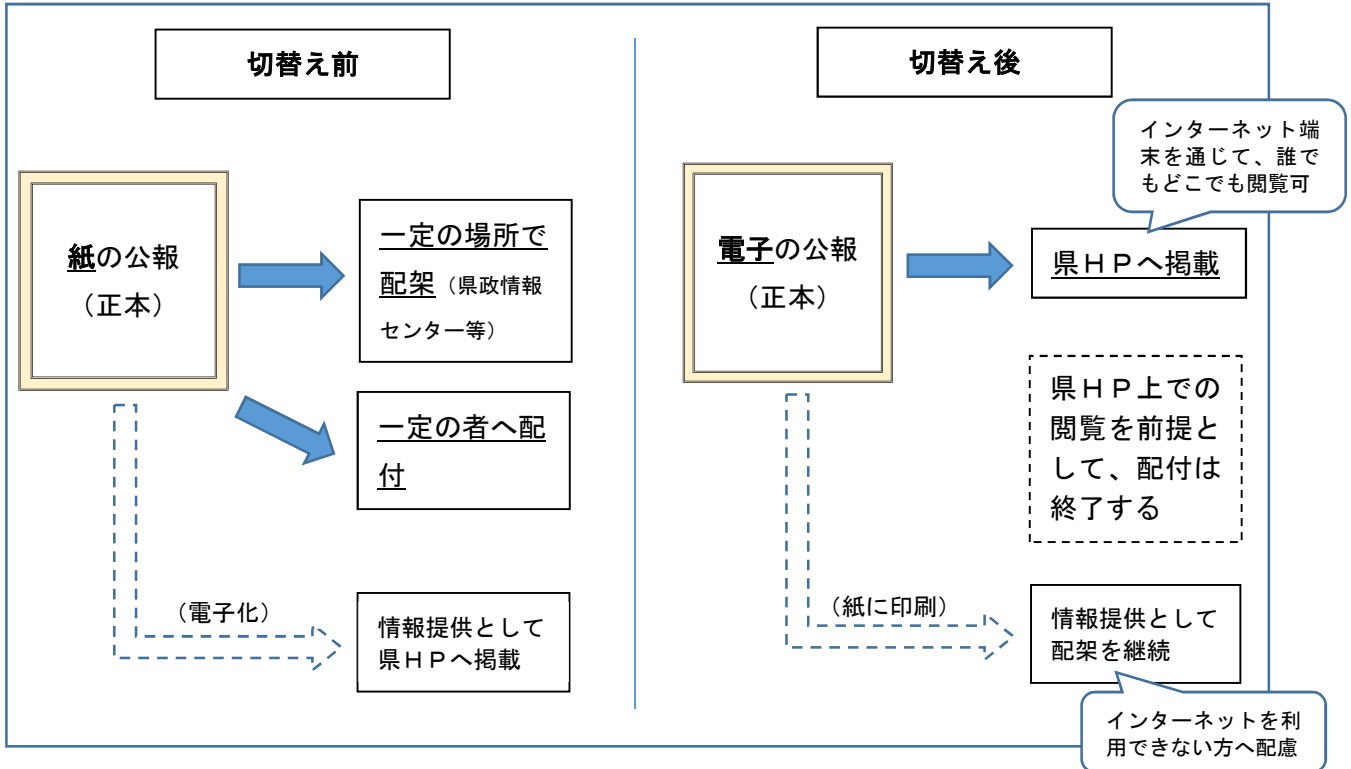 切替え前
紙の公報
（正本）
一定の場所で
配架（県政情報
センター等）
一定の者へ配
付
（電子化）
情報提供として
県ＨＰへ掲載
切替え後
インターネット端
末を通じて、誰で
もどこでも閲覧可
電子の公報
（正本）
県ＨＰへ掲載
県ＨＰ上での
閲覧を前提と
して、配付は
終了する
（紙に印刷）
情報提供として
配架を継続
インターネットを利
用できない方へ配慮